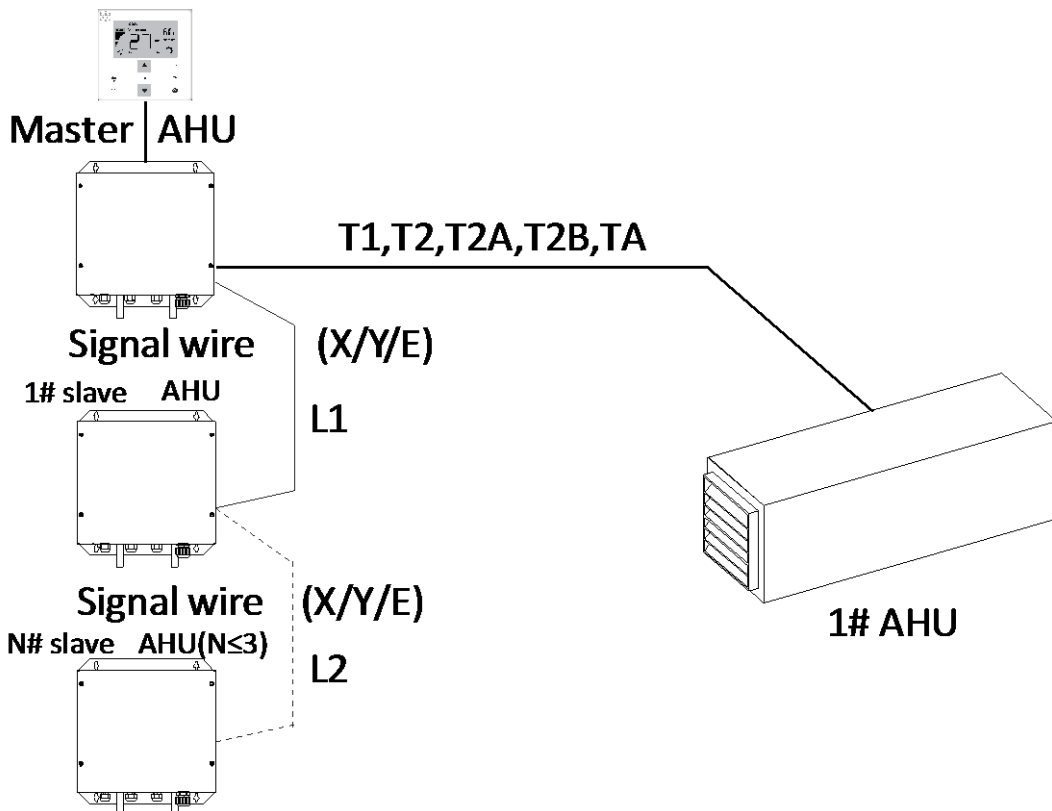 27
Master AHU
T1,T2,T2A,T2B,TA
Signal wire (X/Y/E)
1# slave AHU
L1
Signal wire (X/Y/E)
1# AHU
N# slave AHU(N≤3)
L2